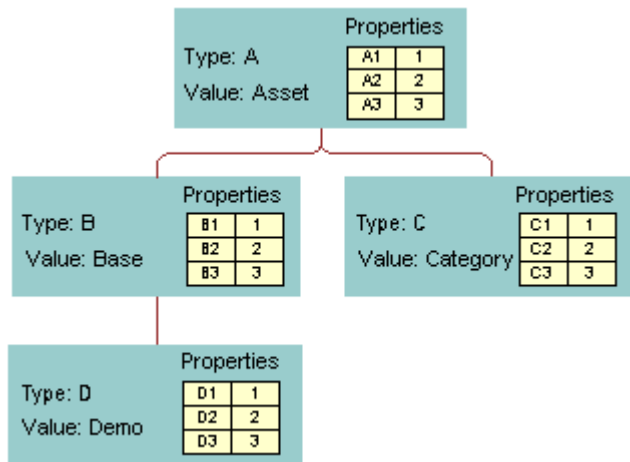 Properties
Type: A
Value: Asset
A1 1
A2 2
A3 3
Properties
Type: B
Value: Base
B1 1
B2 2
B3 3
Properties
Type: C
Value: Category
C1 1
C2 2
C3 3
Properties
Type: D
Value: Demo
D1 1
D2 2
D3 3